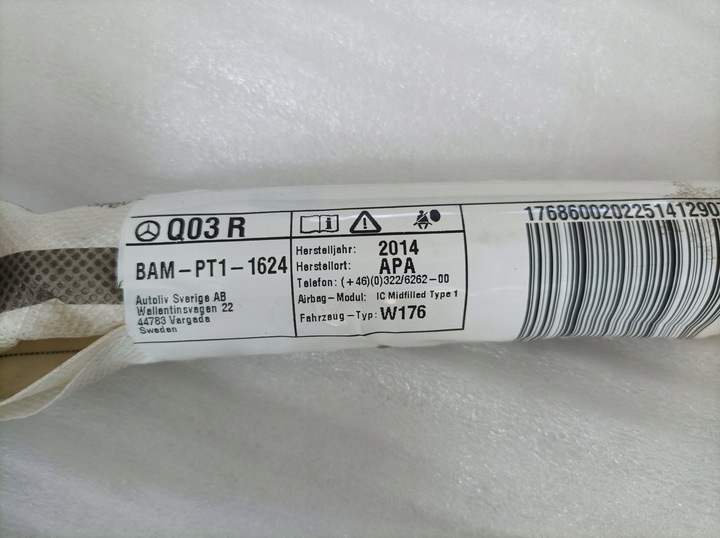 Q03 R
BAM-PT1-1624
Autoliv Sverige AB
Wallentinsvagen 22
44783 Vargada
Sweden
Herstelljahr: 2014
Herstellort: APA
Telefon: (+46)(0)322/6262-00
Airbag-Modul: IC Midfilled Type 1
Fahrzeug-Typ: W176